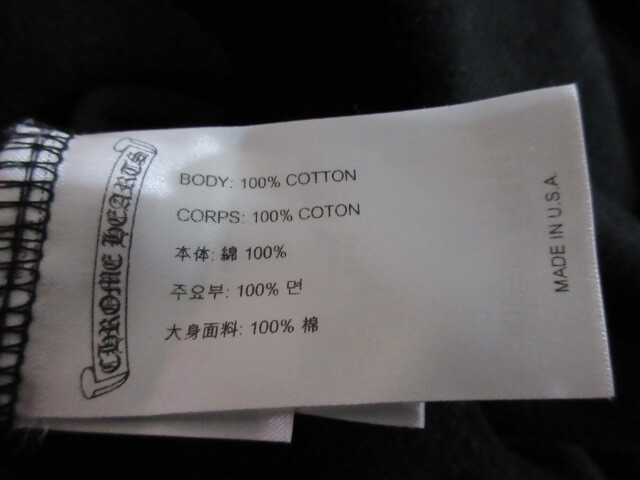 CHROME HEARTS
BODY: 100% COTTON
CORPS: 100% COTON
本体: 綿 100%
주요부: 100% 면
大身面料: 100% 棉
MADE IN U.S.A.